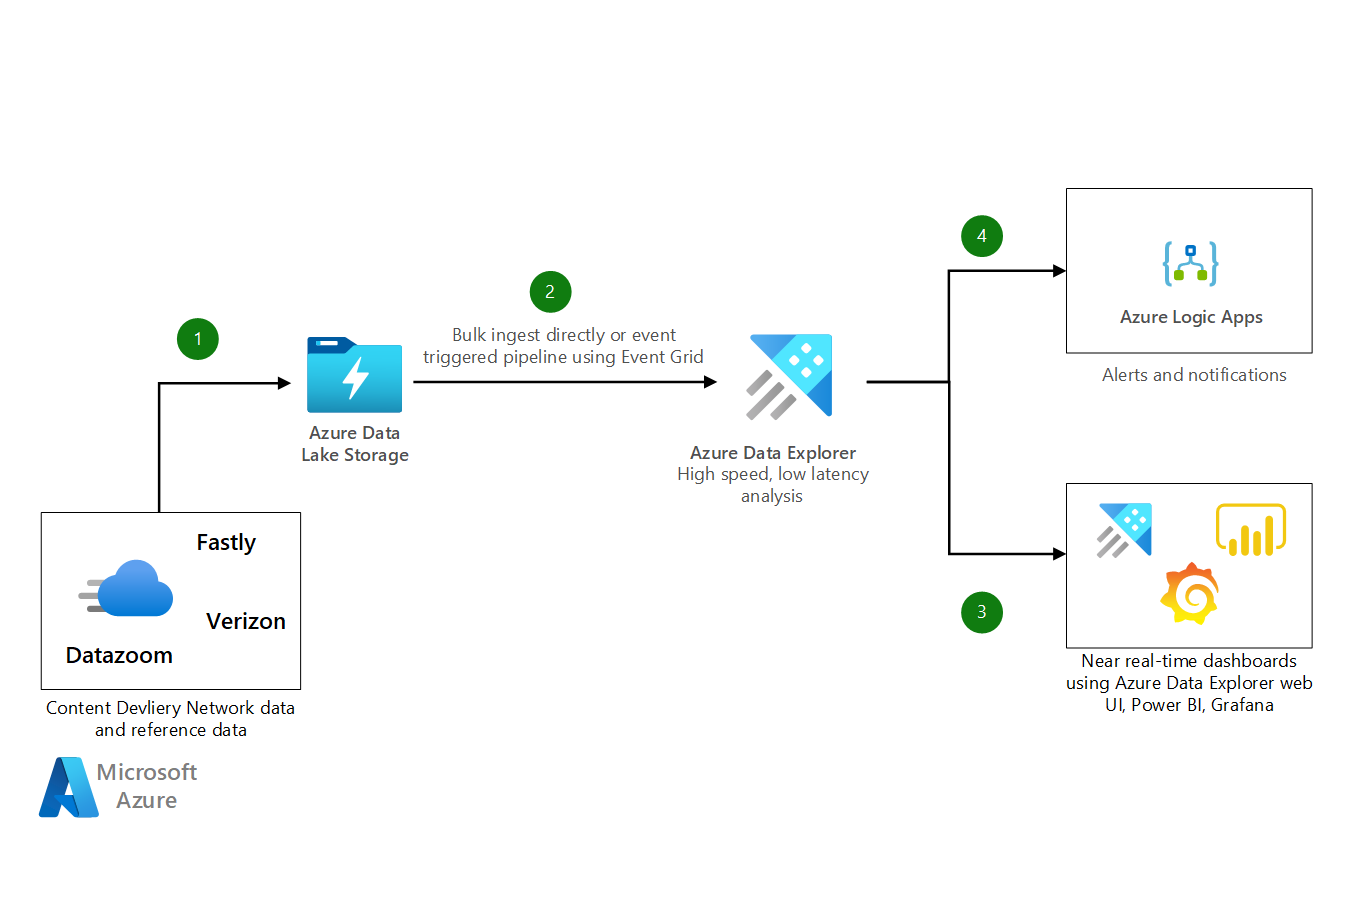 4
Azure Logic Apps
Alerts and notifications
1
2
Bulk ingest directly or event
triggered pipeline using Event Grid
Azure Data
Lake Storage
Azure Data Explorer
High speed, low latency
analysis
Fastly
Verizon
Datazoom
Content Devliery Network data
and reference data
3
Near real-time dashboards
using Azure Data Explorer web
UI, Power BI, Grafana
Microsoft
Azure